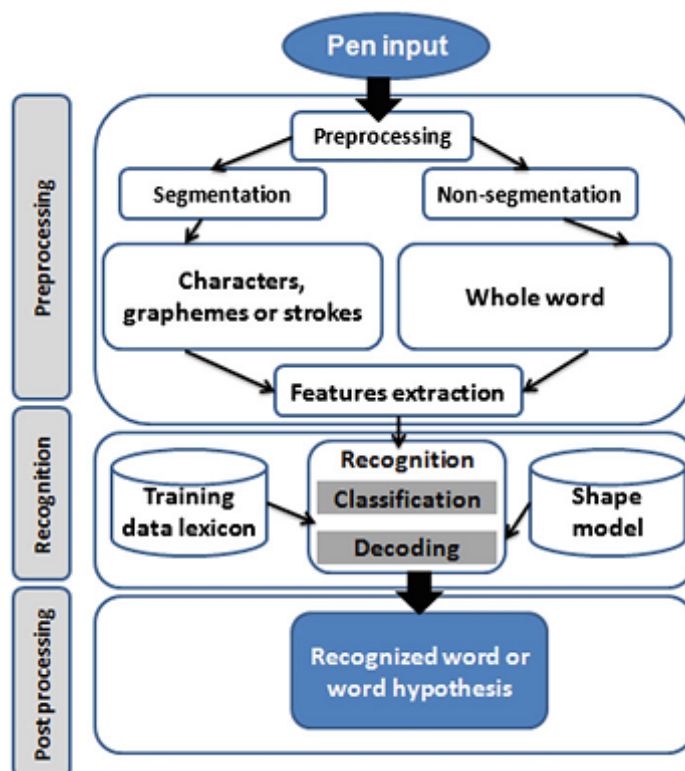 Pen input
Preprocessing
Preprocessing
Segmentation
Non-segmentation
Characters,
graphemes or strokes
Whole word
Features extraction
Recognition
Recognition
Training
data lexicon
Classification
Decoding
Shape
model
Post processing
Recognized word or
word hypothesis